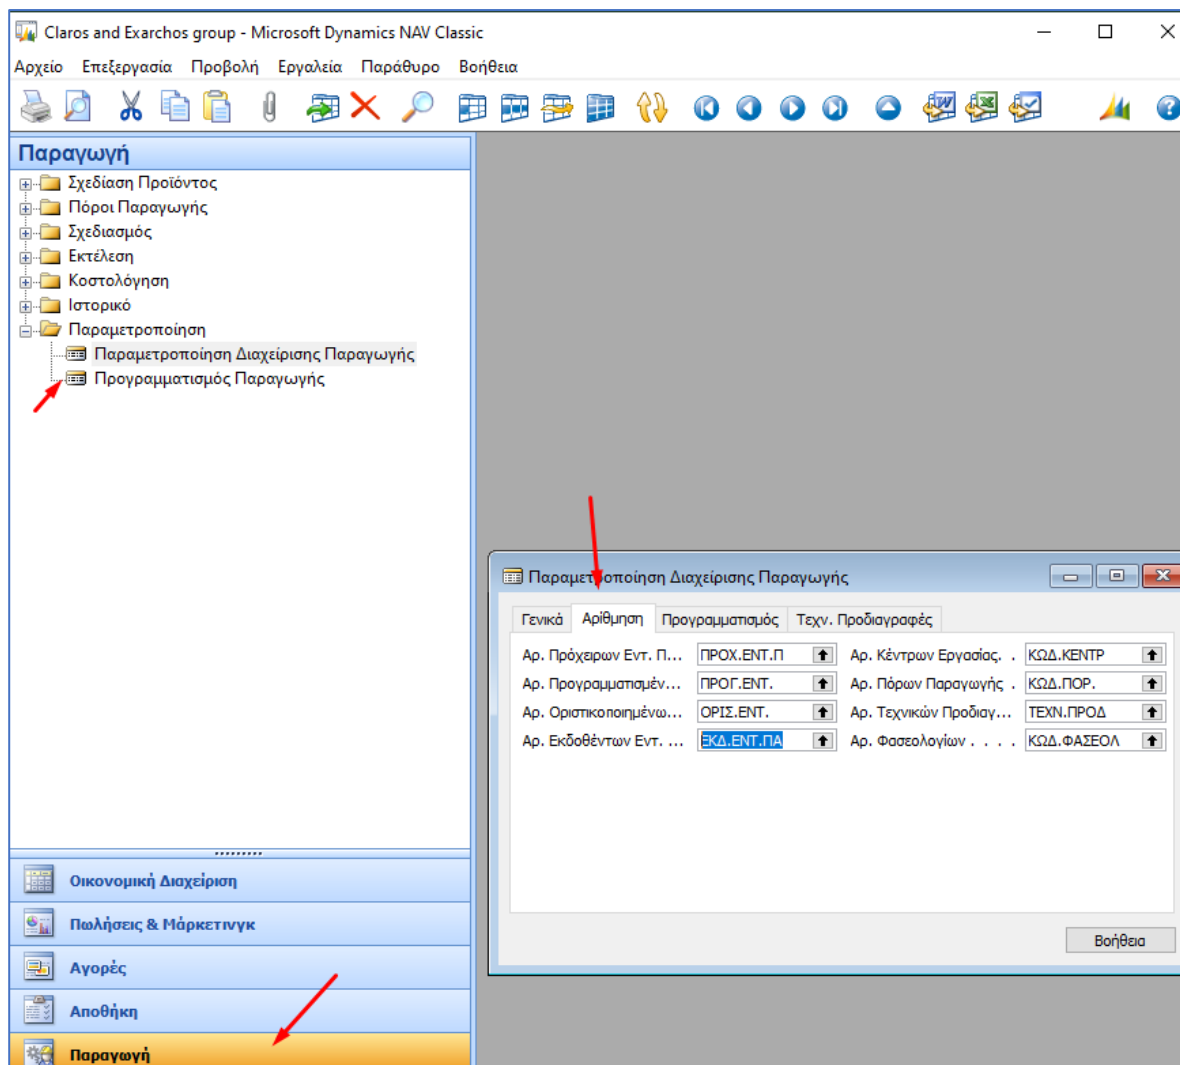 Claros and Exarchos group - Microsoft Dynamics NAV Classic
Αρχείο Επεξεργασία Προβολή Εργαλεία Παράθυρο Βοήθεια
Παραγωγή
Σχεδίαση Προϊόντος
Πόροι Παραγωγής
Σχεδιασμός
Εκτέλεση
Κοστολόγηση
Ιστορικό
Παραμετροποίηση
Παραμετροποίηση Διαχείρισης Παραγωγής
Προγραμματισμός Παραγωγής
Οικονομική Διαχείριση
Πωλήσεις & Μάρκετινγκ
Αγορές
Αποθήκη
Παραγωγή
Παραμετροποίηση Διαχείρισης Παραγωγής
Γενικά Αρίθμηση Προγραμματισμός Τεχν. Προδιαγραφές
Αρ. Πρόχειρων Εντ. Π... ΠΡΟΧ.ΕΝΤ.Π Αρ. Κέντρων Εργασίας. . ΚΩΔ.ΚΕΝΤΡ
Αρ. Προγραμματισμέν... ΠΡΟΓ.ΕΝΤ. Αρ. Πόρων Παραγωγής . ΚΩΔ.ΠΟΡ.
Αρ. Οριστικοποιημένω... ΟΡΙΣ.ΕΝΤ. Αρ. Τεχνικών Προδιαγ... ΤΕΧΝ.ΠΡΟΔ
Αρ. Εκδοθέντων Εντ. ... ΕΚΔ.ΕΝΤ.ΠΑ Αρ. Φασεολογίων . . . . ΚΩΔ.ΦΑΣΕΟΛ
Βοήθεια